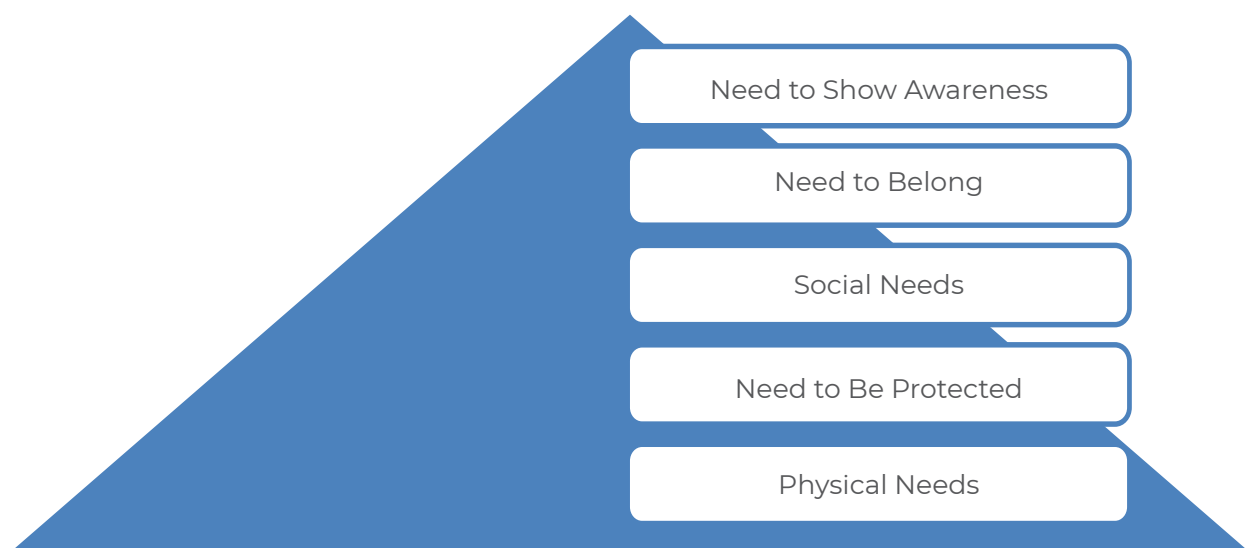 Need to Show Awareness
Need to Belong
Social Needs
Need to Be Protected
Physical Needs